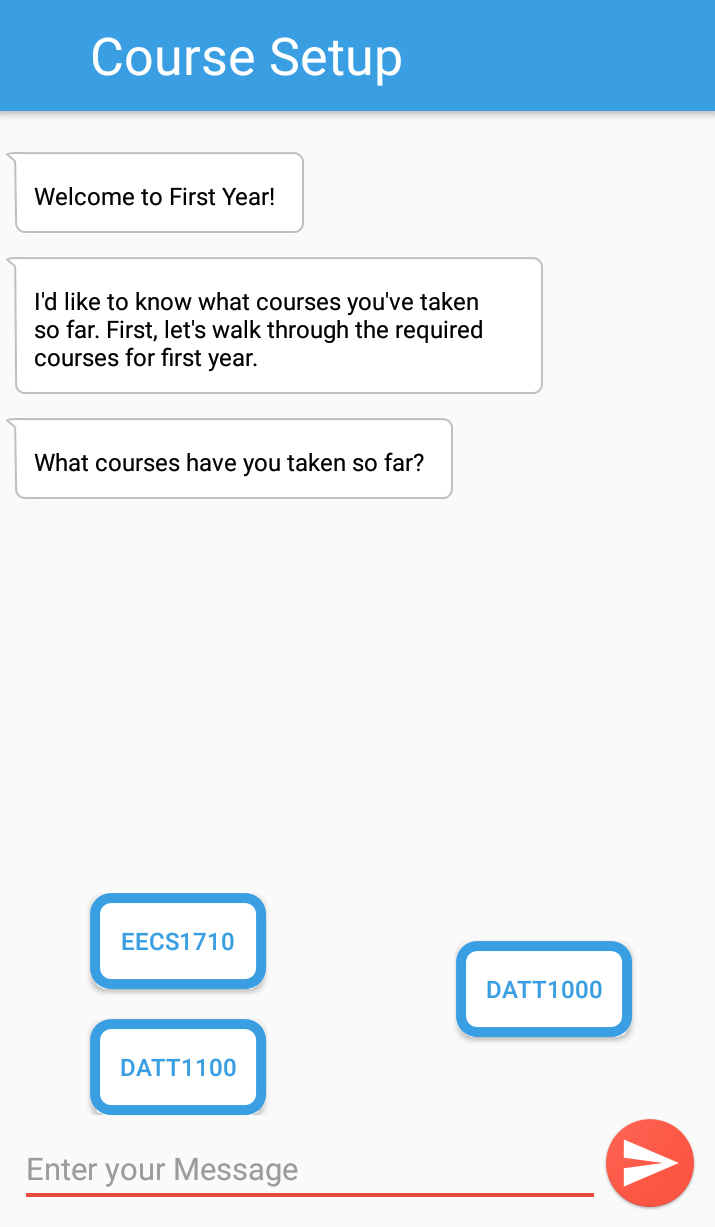 Course Setup
Welcome to First Year!
I'd like to know what courses you've taken
so far. First, let's walk through the required
courses for first year.
What courses have you taken so far?
EECS1710
DATT1000
DATT1100
Enter your Message